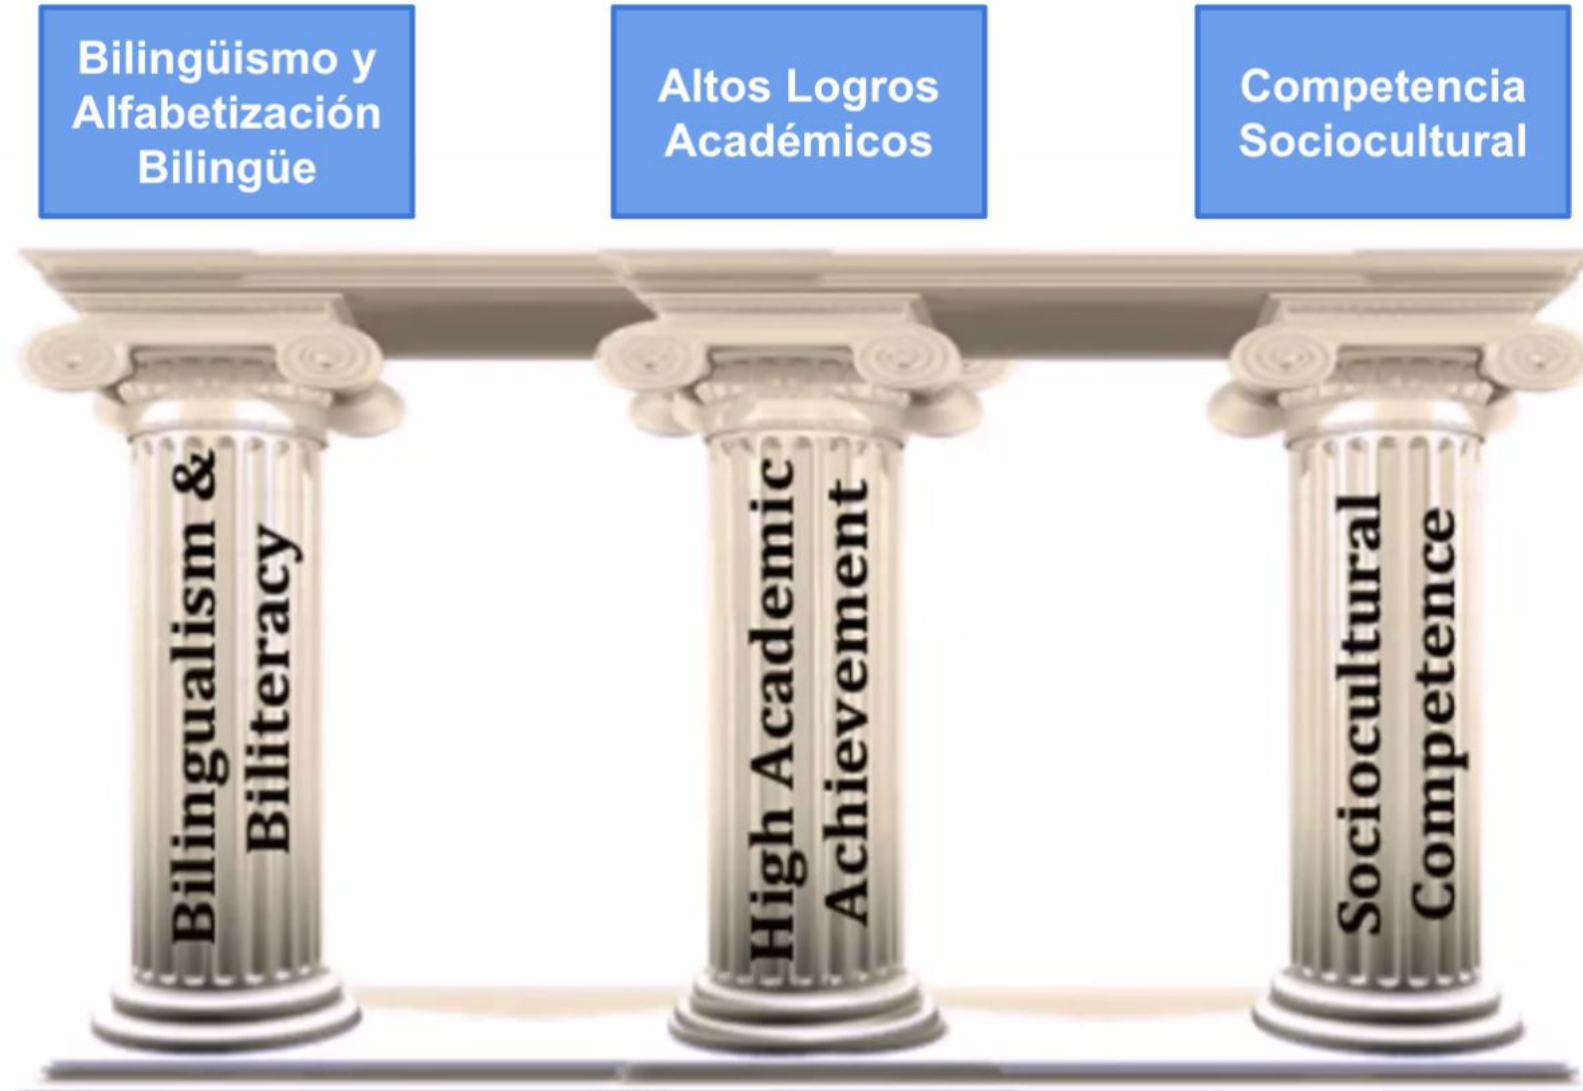 Bilingüismo y
Alfabetización
Bilingüe
Altos Logros
Académicos
Competencia
Sociocultural
Bilingualism &
Biliteracy
High Academic
Achievement
Sociocultural
Competence